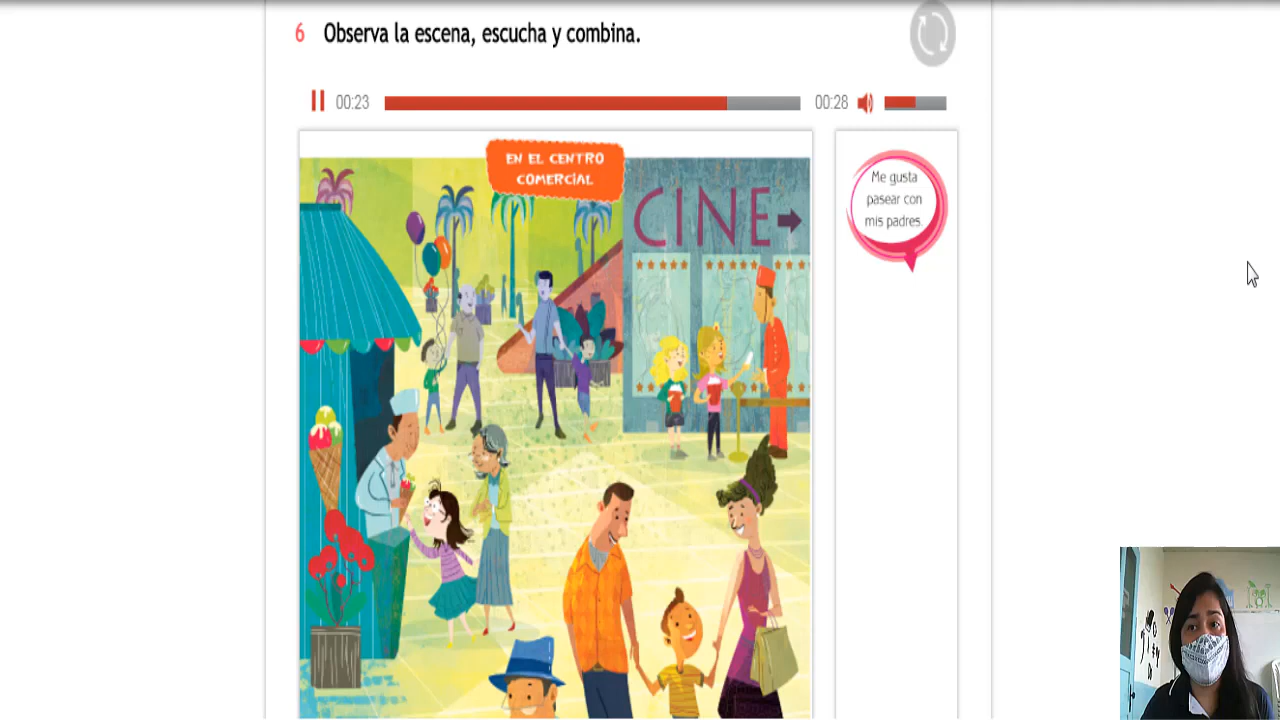 6 Observa la escena, escucha y combina.
00:23 00:28
EN EL CENTRO
COMERCIAL
CINE
Me gusta
pasear con
mis padres.